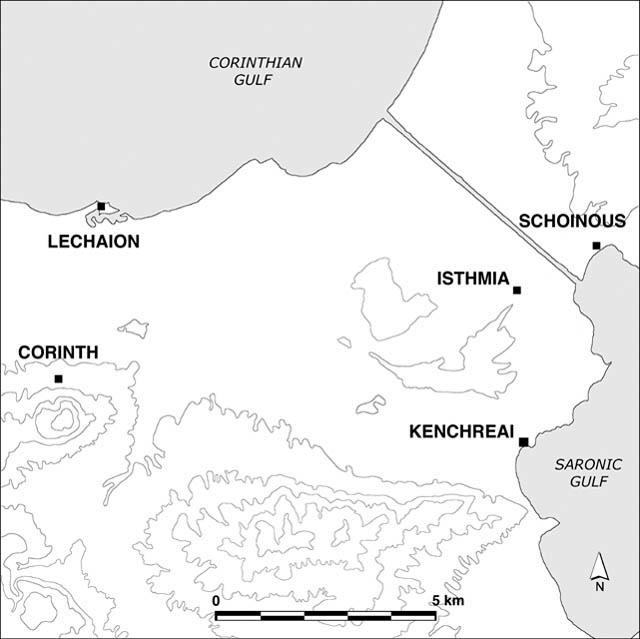 CORINTHIAN
GULF
LECHAION
SCHOINOUS
ISTHMIA
CORINTH
KENCHREAI
SARONIC
GULF
N
0 5 km